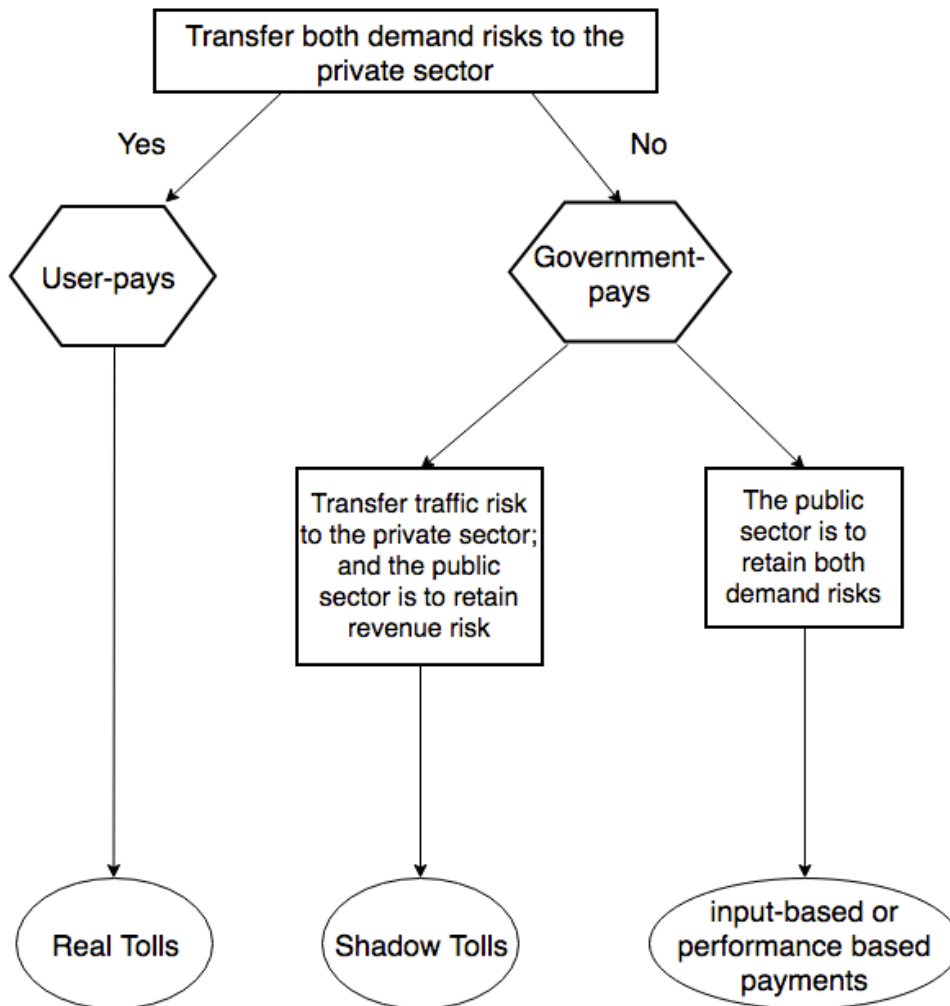 Transfer both demand risks to the
private sector
Yes
No
User-pays
Government-
pays
Transfer traffic risk
to the private sector;
and the public
sector is to retain
revenue risk
The public
sector is to
retain both
demand risks
Real Tolls
Shadow Tolls
input-based or
performance based
payments